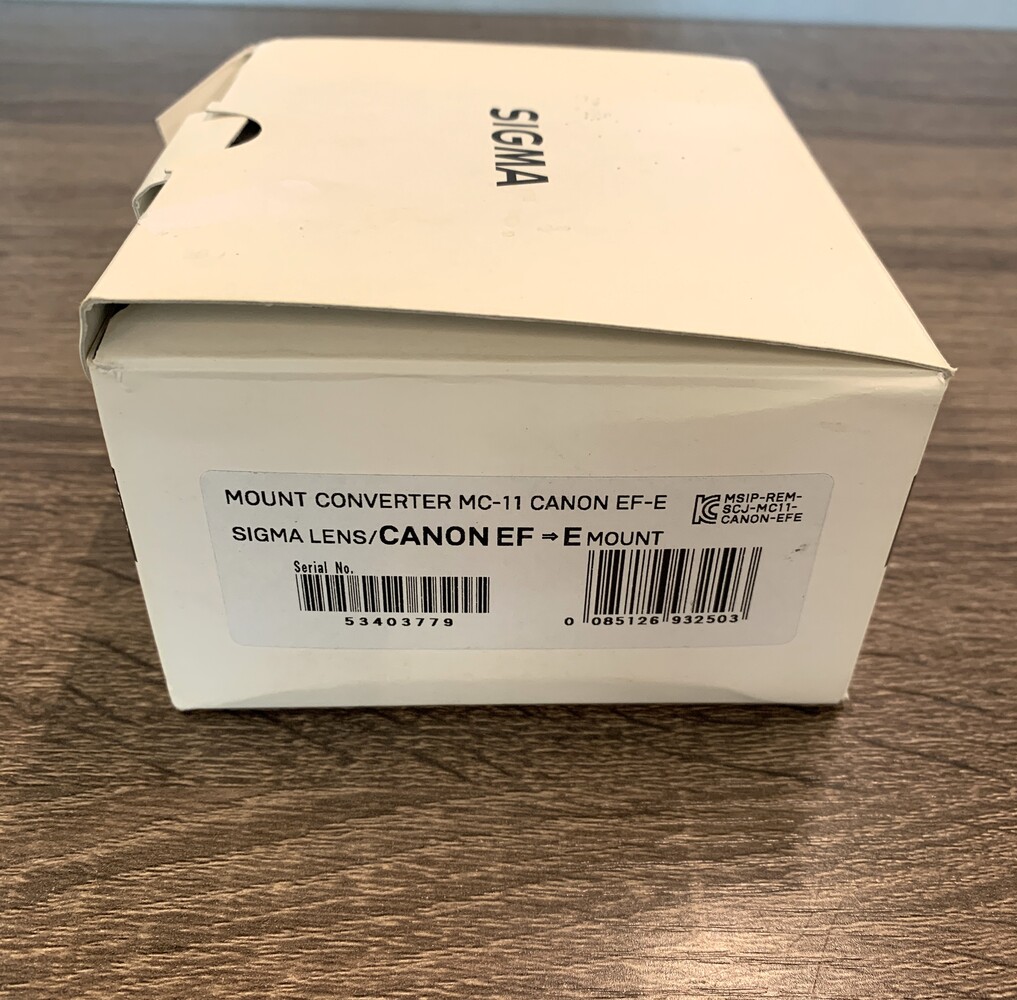 SIGMA
MOUNT CONVERTER MC-11 CANON EF-E
SIGMA LENS/CANON EF ⇒ E MOUNT
MSIP-REM-
SCJ-MC11-
CANON-EFE
Serial No.
53403779
0 085126 932503